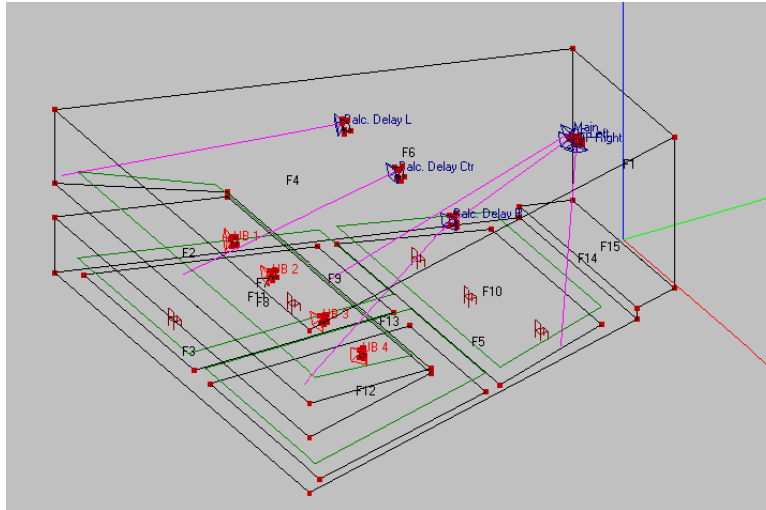 Main
Right
F1
Balc. Delay L
F6
Balc. Delay Ctr
F4
Balc. Delay R
UB 1
F2
F15
F14
UB 2
F9
F7
F10
F11
F8
UB 3
F13
F5
F3
UB 4
F12